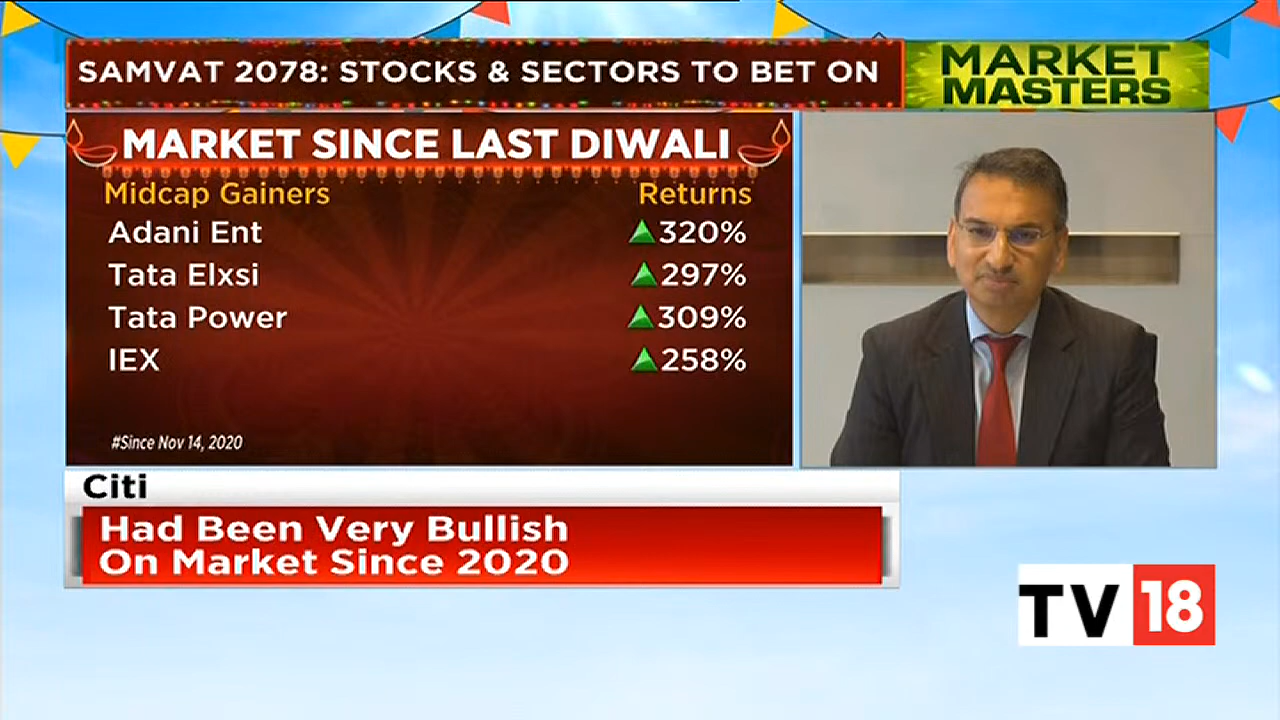 SAMVAT 2078: STOCKS & SECTORS TO BET ON
MARKET
MASTERS
MARKET SINCE LAST DIWALI
Midcap Gainers Returns
Adani Ent 320%
Tata Elxsi 297%
Tata Power 309%
IEX 258%
#Since Nov 14, 2020
Citi
Had Been Very Bullish
On Market Since 2020
TV18